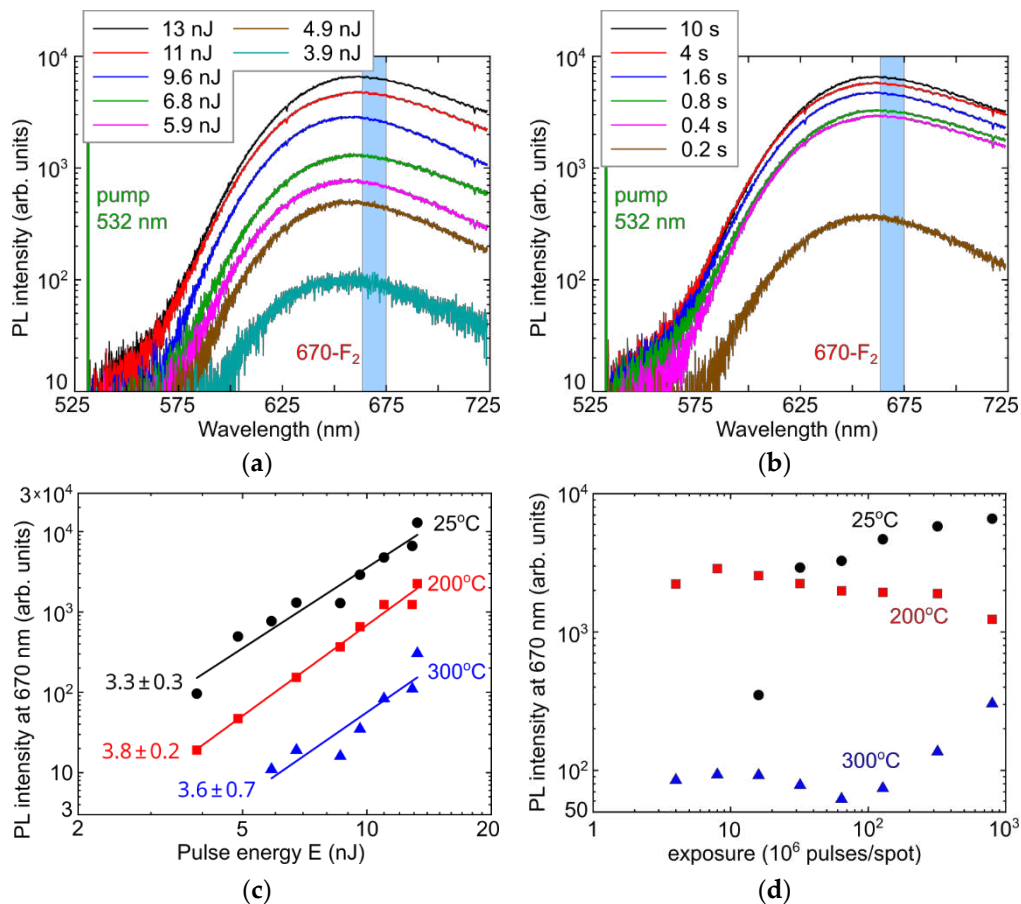 13 nJ
11 nJ
9.6 nJ
6.8 nJ
5.9 nJ
4.9 nJ
3.9 nJ
PL intensity (arb. units)
10⁴
10³
10²
10
pump
532 nm
670-F₂
525
575
625
675
725
Wavelength (nm)
(a)
10 s
4 s
1.6 s
0.8 s
0.4 s
0.2 s
PL intensity (arb. units)
10⁴
10³
10²
10
pump
532 nm
670-F₂
525
575
625
675
725
Wavelength (nm)
(b)
PL intensity at 670 nm (arb. units)
3×10⁴
10⁴
10³
10²
10
3
25°C
200°C
300°C
3.3 ± 0.3
3.8 ± 0.2
3.6 ± 0.7
2
5
10
20
Pulse energy E (nJ)
(c)
PL intensity at 670 nm (arb. units)
10⁴
10³
10²
50
25°C
200°C
300°C
1
10
10²
10³
exposure (10⁶ pulses/spot)
(d)